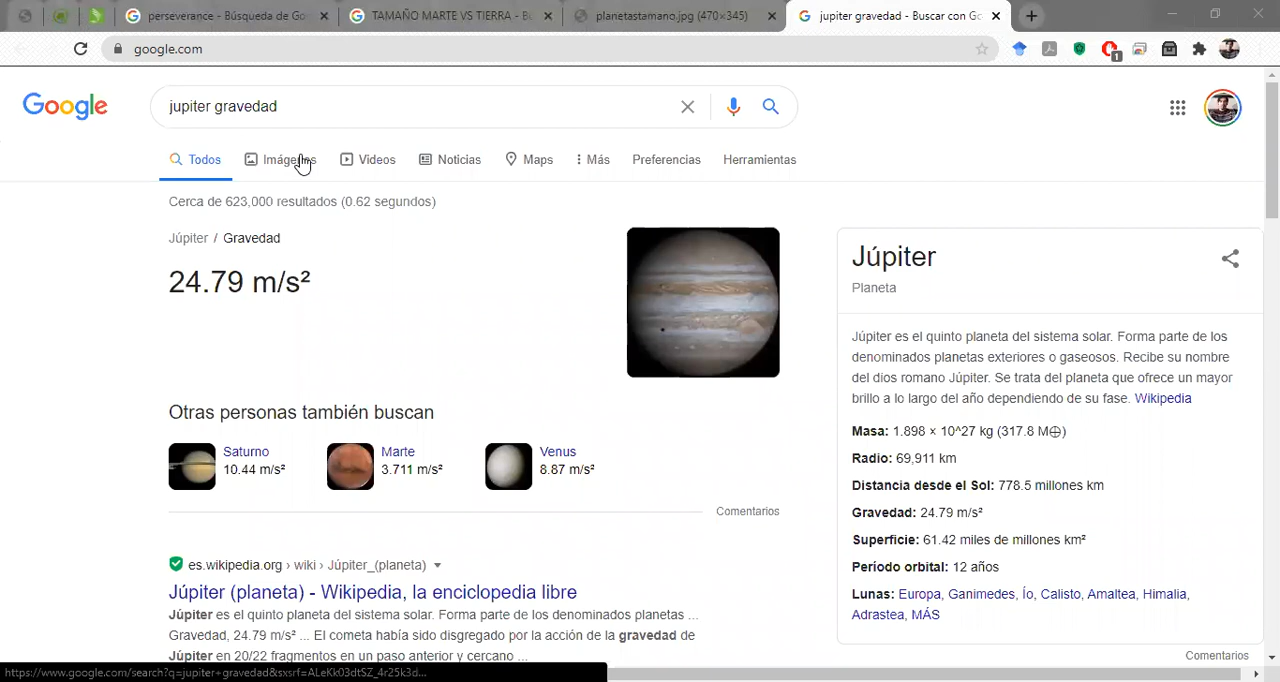 perseverance - Búsqueda de Go
TAMAÑO MARTE VS TIERRA - B
planetastamano.jpg (470×345)
jupiter gravedad - Buscar con Go
google.com
1
Google
jupiter gravedad
Todos
Imágenes
Videos
Noticias
Maps
Más
Preferencias
Herramientas
Cerca de 623,000 resultados (0.62 segundos)
Júpiter / Gravedad
24.79 m/s²
Otras personas también buscan
Saturno
10.44 m/s²
Marte
3.711 m/s²
Venus
8.87 m/s²
Comentarios
es.wikipedia.org › wiki › Júpiter_(planeta)
Júpiter (planeta) - Wikipedia, la enciclopedia libre
Júpiter es el quinto planeta del sistema solar. Forma parte de los denominados planetas ...
Gravedad, 24.79 m/s² ... El cometa había sido disgregado por la acción de la gravedad de
Júpiter en 20/22 fragmentos en un paso anterior y cercano ...
Júpiter
Planeta
Júpiter es el quinto planeta del sistema solar. Forma parte de los
denominados planetas exteriores o gaseosos. Recibe su nombre
del dios romano Júpiter. Se trata del planeta que ofrece un mayor
brillo a lo largo del año dependiendo de su fase. Wikipedia
Masa: 1.898 × 10^27 kg (317.8 M⊕)
Radio: 69,911 km
Distancia desde el Sol: 778.5 millones km
Gravedad: 24.79 m/s²
Superficie: 61.42 miles de millones km²
Período orbital: 12 años
Lunas: Europa, Ganimedes, Ío, Calisto, Amaltea, Himalia,
Adrastea, MÁS
Comentarios
https://www.google.com/search?q=jupiter+gravedad&sxsrf=ALeKk03dtSZ_4r25k3d...